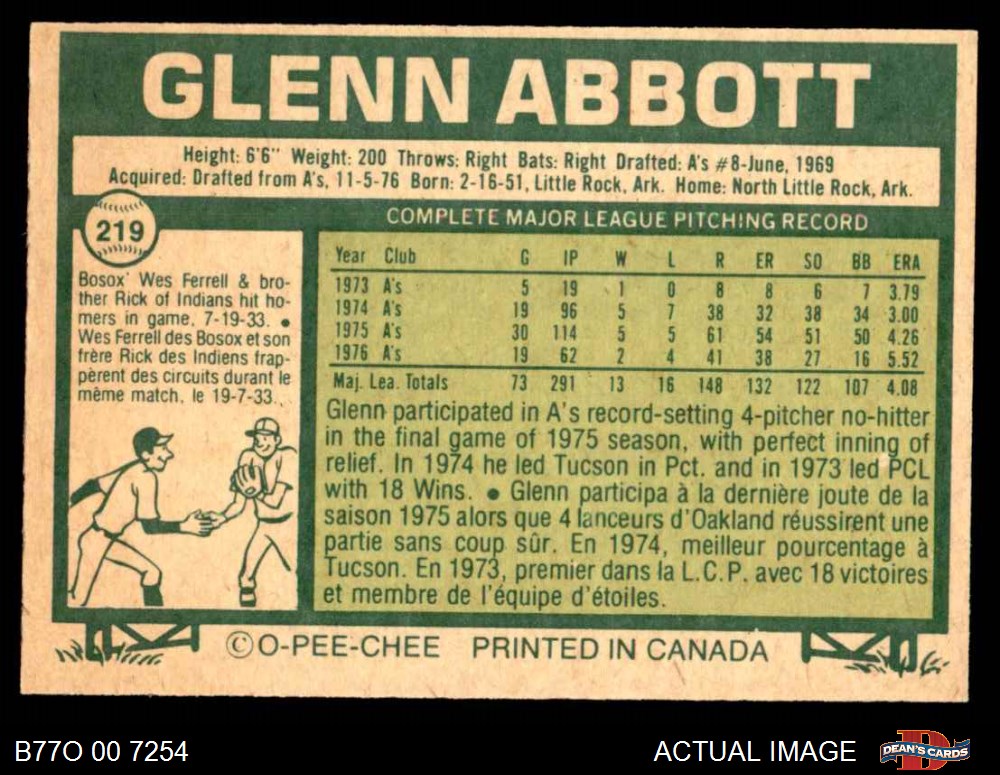 GLENN ABBOTT
Height: 6'6" Weight: 200 Throws: Right Bats: Right Drafted: A's #8-June, 1969
Acquired: Drafted from A's, 11-5-76 Born: 2-16-51, Little Rock, Ark. Home: North Little Rock, Ark.
219
Bosox' Wes Ferrell & bro-
ther Rick of Indians hit ho-
mers in game, 7-19-33. •
Wes Ferrell des Bosox et son
frère Rick des Indiens frap-
pèrent des circuits durant le
même match, le 19-7-33.
COMPLETE MAJOR LEAGUE PITCHING RECORD
Year Club G IP W L R ER SO BB ERA
1973 A's 5 19 1 0 8 8 6 7 3.79
1974 A's 19 96 5 7 38 32 38 34 3.00
1975 A's 30 114 5 5 61 54 51 50 4.26
1976 A's 19 62 2 4 41 38 27 16 5.52
Maj. Lea. Totals 73 291 13 16 148 132 122 107 4.08
Glenn participated in A's record-setting 4-pitcher no-hitter
in the final game of 1975 season, with perfect inning of
relief. In 1974 he led Tucson in Pct. and in 1973 led PCL
with 18 Wins. • Glenn participa à la dernière joute de la
saison 1975 alors que 4 lanceurs d'Oakland réussirent une
partie sans coup sûr. En 1974, meilleur pourcentage à
Tucson. En 1973, premier dans la L.C.P. avec 18 victoires
et membre de l'équipe d'étoiles.
©O-PEE-CHEE PRINTED IN CANADA
B77O 00 7254
ACTUAL IMAGE
DEAN'S CARDS